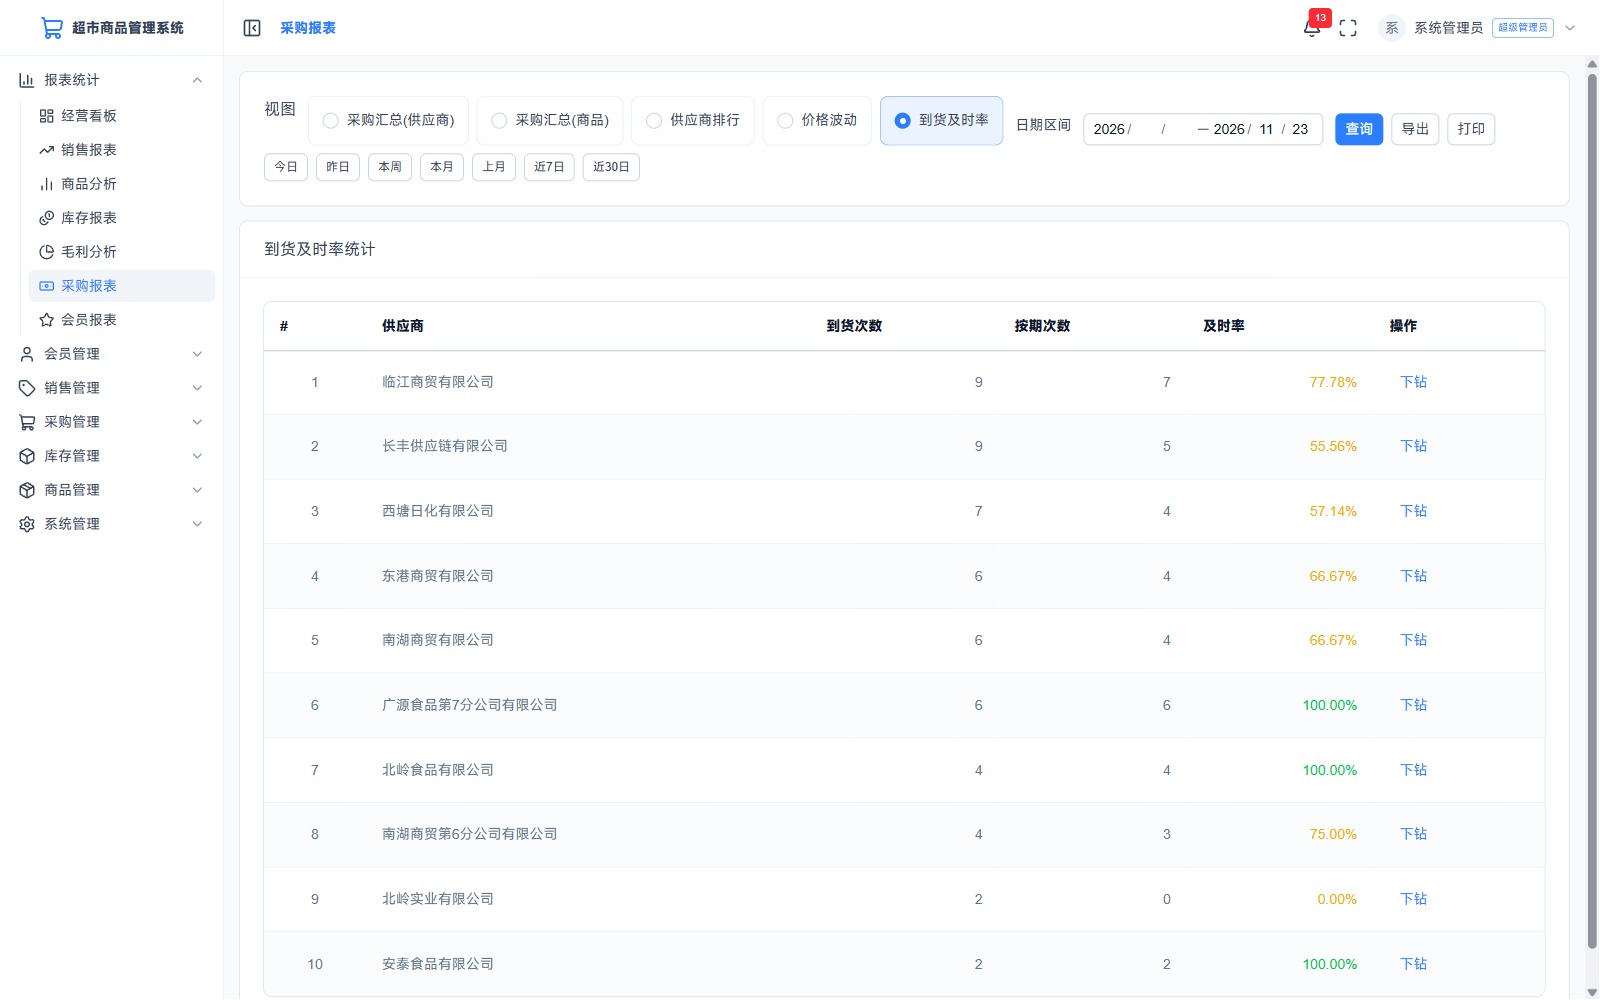 超市商品管理系统
采购报表
13
系
系统管理员
超级管理员
报表统计
经营看板
销售报表
商品分析
库存报表
毛利分析
采购报表
会员报表
会员管理
销售管理
采购管理
库存管理
商品管理
系统管理
视图
采购汇总(供应商)
采购汇总(商品)
供应商排行
价格波动
到货及时率
日期区间
2026 / / — 2026 / 11 / 23
查询
导出
打印
今日
昨日
本周
本月
上月
近7日
近30日
到货及时率统计
# 供应商 到货次数 按期次数 及时率 操作
1 临江商贸有限公司 9 7 77.78% 下钻
2 长丰供应链有限公司 9 5 55.56% 下钻
3 西塘日化有限公司 7 4 57.14% 下钻
4 东港商贸有限公司 6 4 66.67% 下钻
5 南湖商贸有限公司 6 4 66.67% 下钻
6 广源食品第7分公司有限公司 6 6 100.00% 下钻
7 北岭食品有限公司 4 4 100.00% 下钻
8 南湖商贸第6分公司有限公司 4 3 75.00% 下钻
9 北岭实业有限公司 2 0 0.00% 下钻
10 安泰食品有限公司 2 2 100.00% 下钻